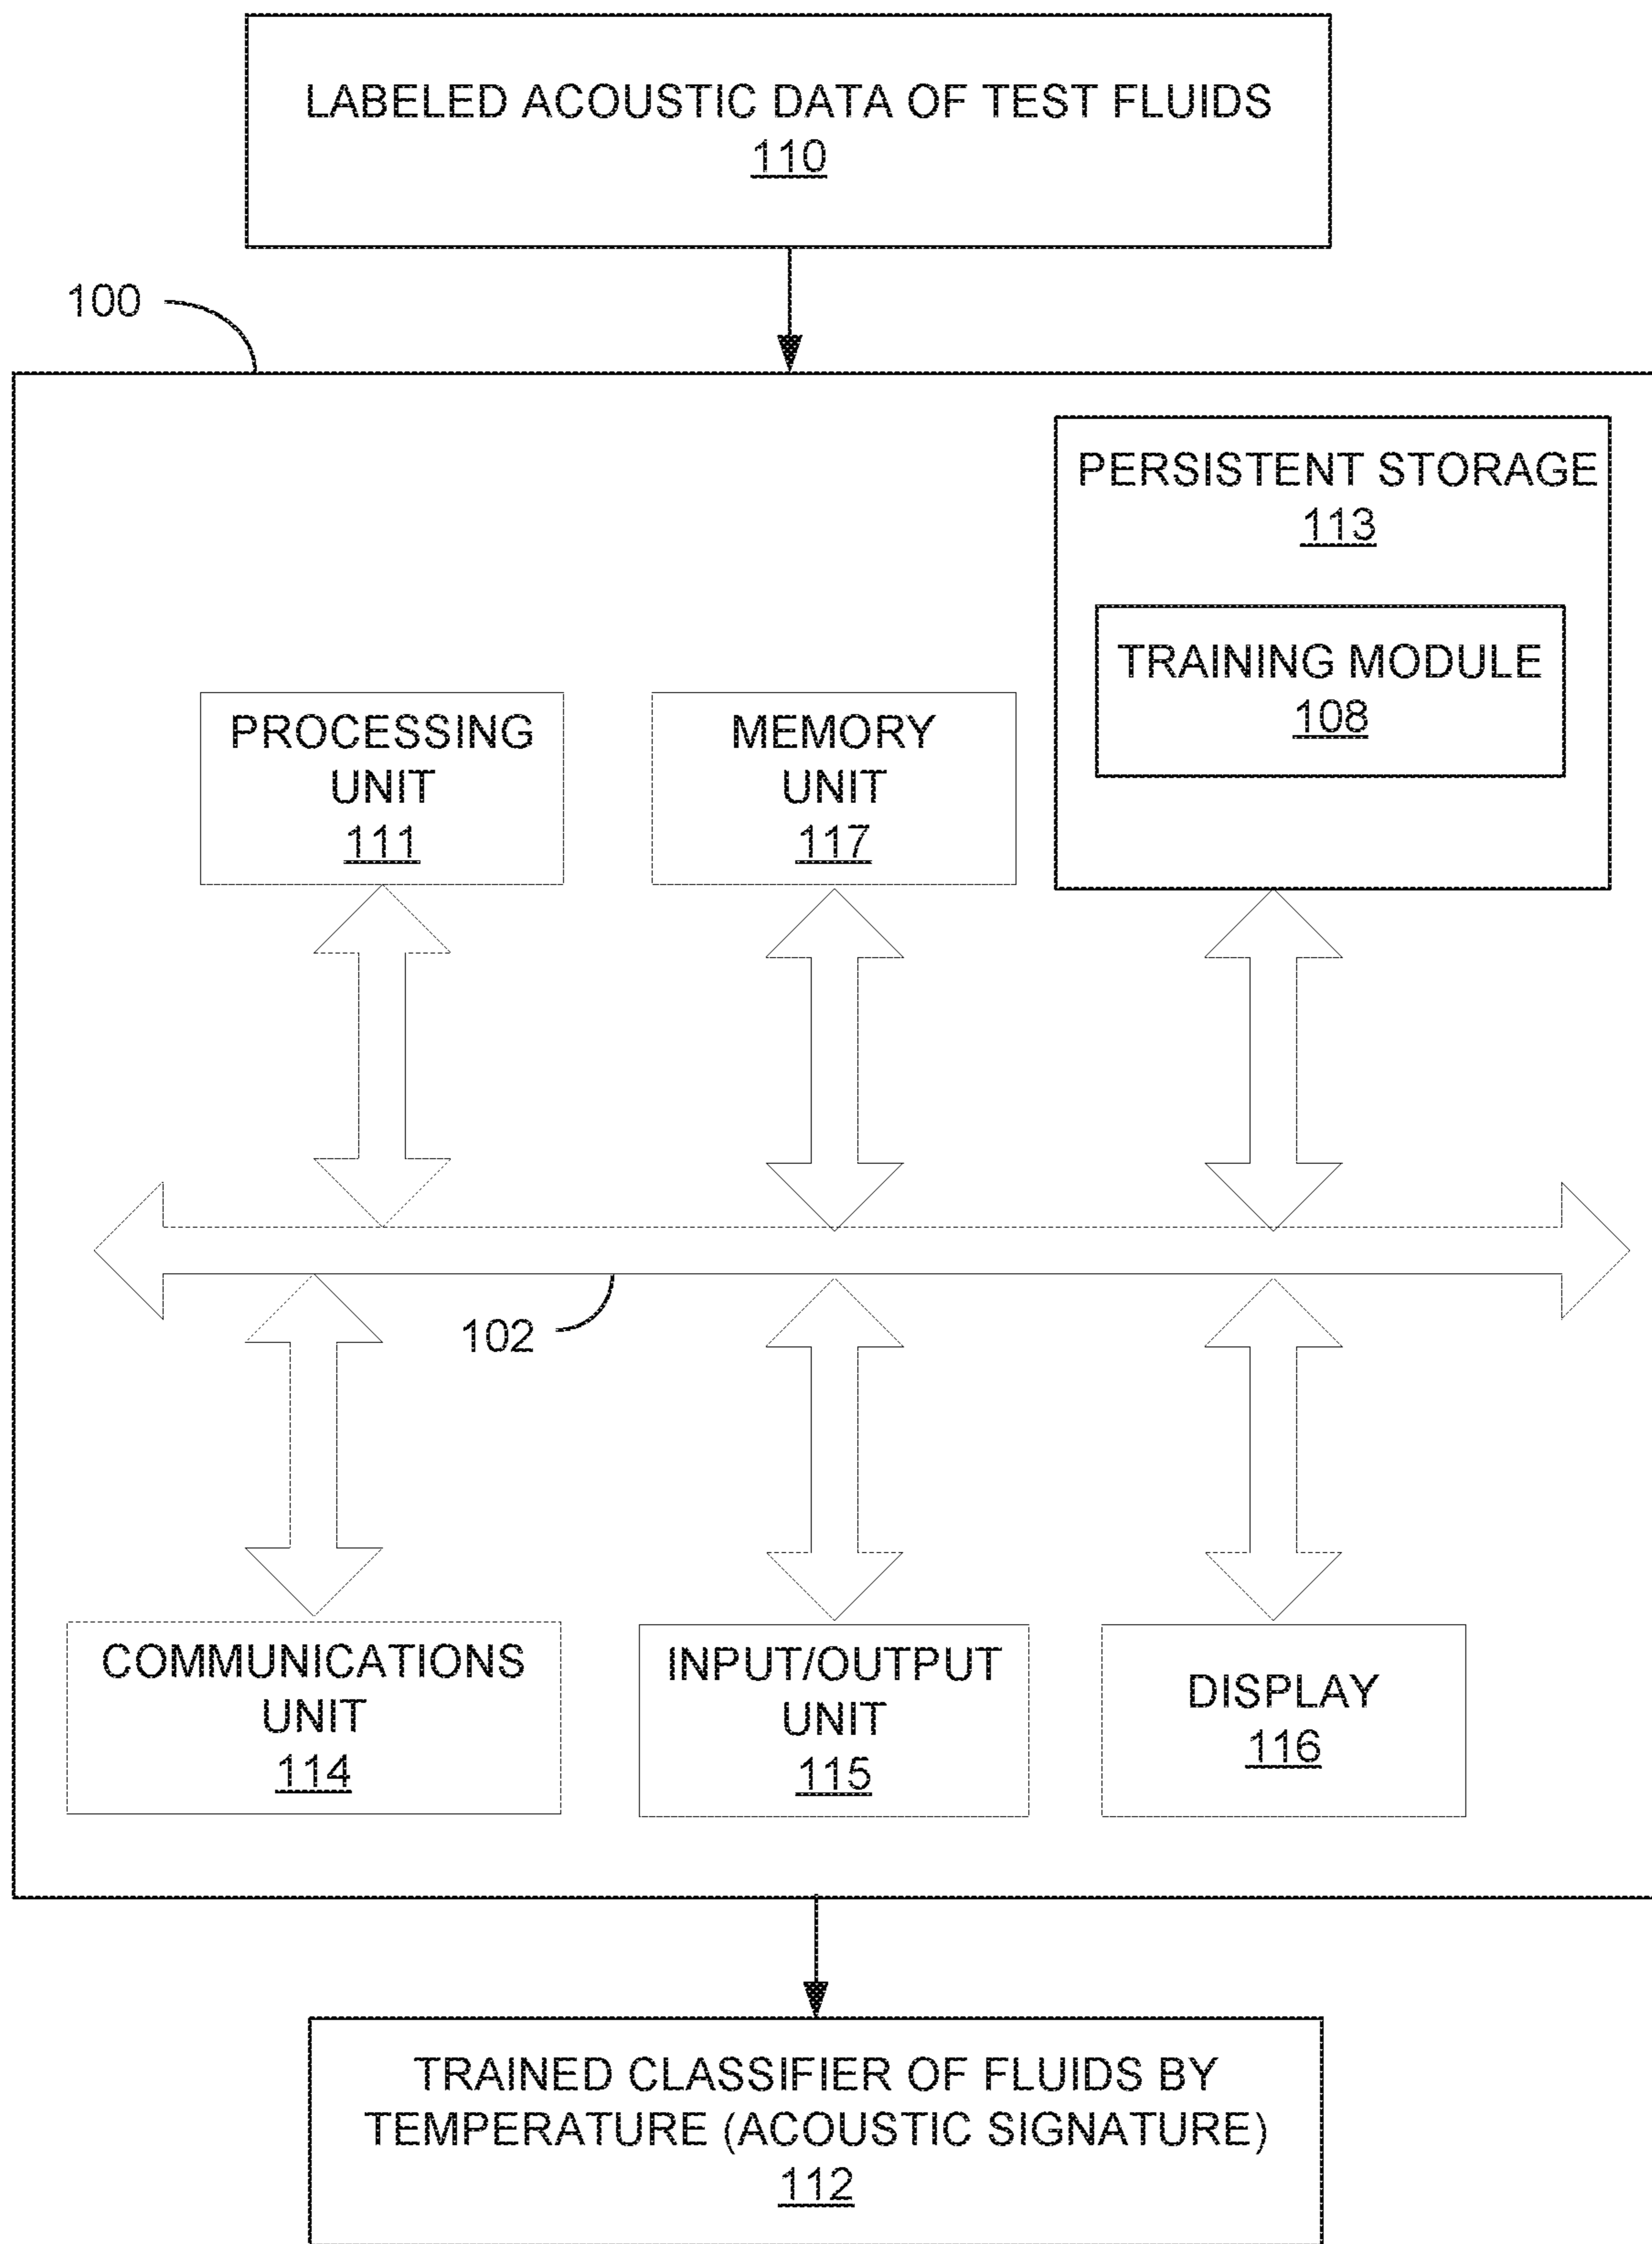 LABELED ACOUSTIC DATA OF TEST FLUIDS
110
100
PERSISTENT STORAGE
113
TRAINING MODULE
108
PROCESSING
UNIT
111
MEMORY
UNIT
117
102
COMMUNICATIONS
UNIT
114
INPUT/OUTPUT
UNIT
115
DISPLAY
116
TRAINED CLASSIFIER OF FLUIDS BY
TEMPERATURE (ACOUSTIC SIGNATURE)
112